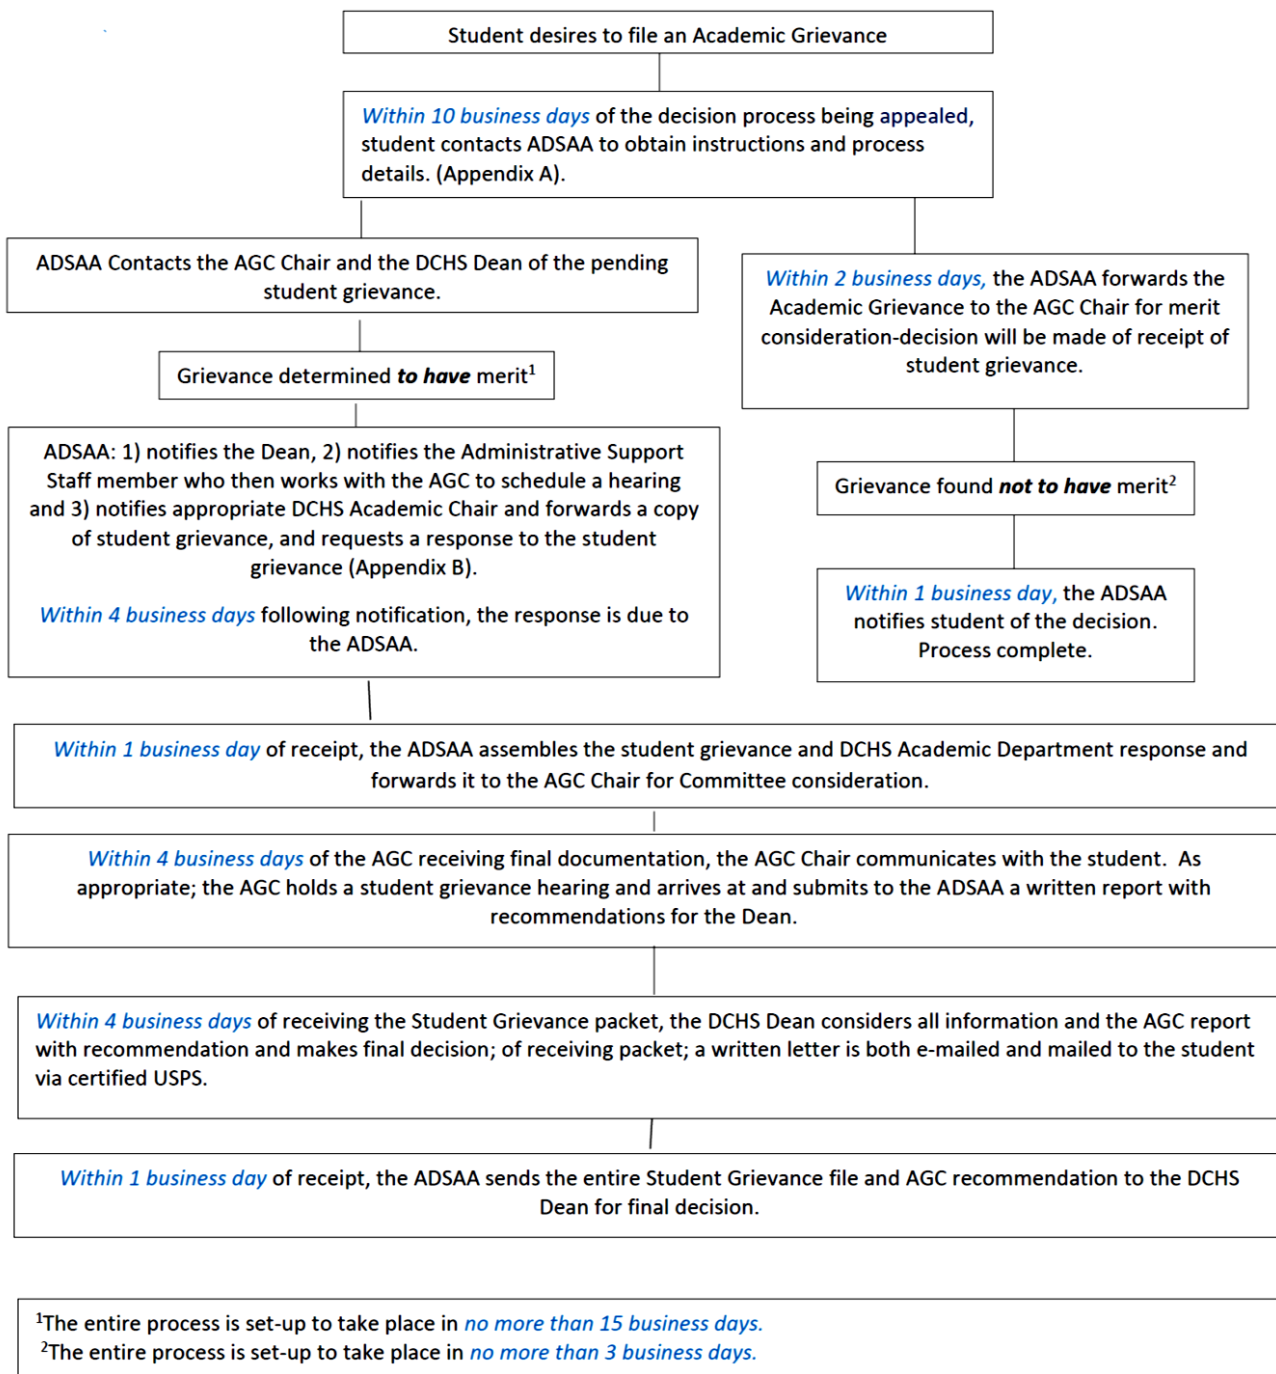 Student desires to file an Academic Grievance
Within 10 business days of the decision process being appealed,
student contacts ADSAA to obtain instructions and process
details. (Appendix A).
ADSAA Contacts the AGC Chair and the DCHS Dean of the pending
student grievance.
Within 2 business days, the ADSAA forwards the
Academic Grievance to the AGC Chair for merit
consideration-decision will be made of receipt of
student grievance.
Grievance determined to have merit1
ADSAA: 1) notifies the Dean, 2) notifies the Administrative Support
Staff member who then works with the AGC to schedule a hearing
and 3) notifies appropriate DCHS Academic Chair and forwards a copy
of student grievance, and requests a response to the student
grievance (Appendix B).
Within 4 business days following notification, the response is due to
the ADSAA.
Grievance found not to have merit2
Within 1 business day, the ADSAA
notifies student of the decision.
Process complete.
Within 1 business day of receipt, the ADSAA assembles the student grievance and DCHS Academic Department response and
forwards it to the AGC Chair for Committee consideration.
Within 4 business days of the AGC receiving final documentation, the AGC Chair communicates with the student. As
appropriate; the AGC holds a student grievance hearing and arrives at and submits to the ADSAA a written report with
recommendations for the Dean.
Within 4 business days of receiving the Student Grievance packet, the DCHS Dean considers all information and the AGC report
with recommendation and makes final decision; of receiving packet; a written letter is both e-mailed and mailed to the student
via certified USPS.
Within 1 business day of receipt, the ADSAA sends the entire Student Grievance file and AGC recommendation to the DCHS
Dean for final decision.
1The entire process is set-up to take place in no more than 15 business days.
2The entire process is set-up to take place in no more than 3 business days.